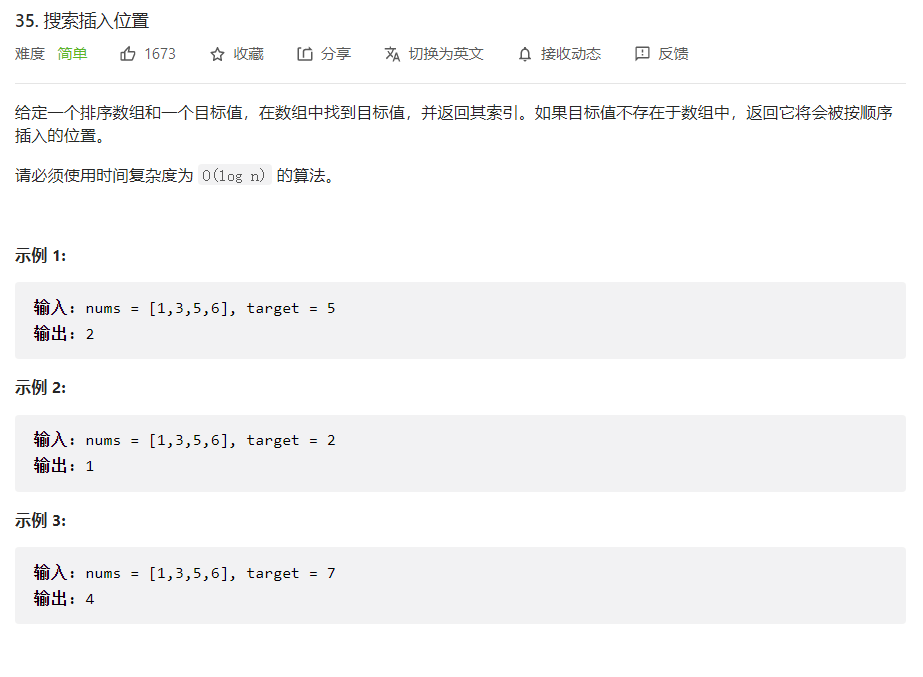 35. 搜索插入位置
难度 简单 1673 收藏 分享 切换为英文 接收动态 反馈
给定一个排序数组和一个目标值，在数组中找到目标值，并返回其索引。如果目标值不存在于数组中，返回它将会被按顺序
插入的位置。
请必须使用时间复杂度为 O(log n) 的算法。
示例 1:
输入: nums = [1,3,5,6], target = 5
输出: 2
示例 2:
输入: nums = [1,3,5,6], target = 2
输出: 1
示例 3:
输入: nums = [1,3,5,6], target = 7
输出: 4